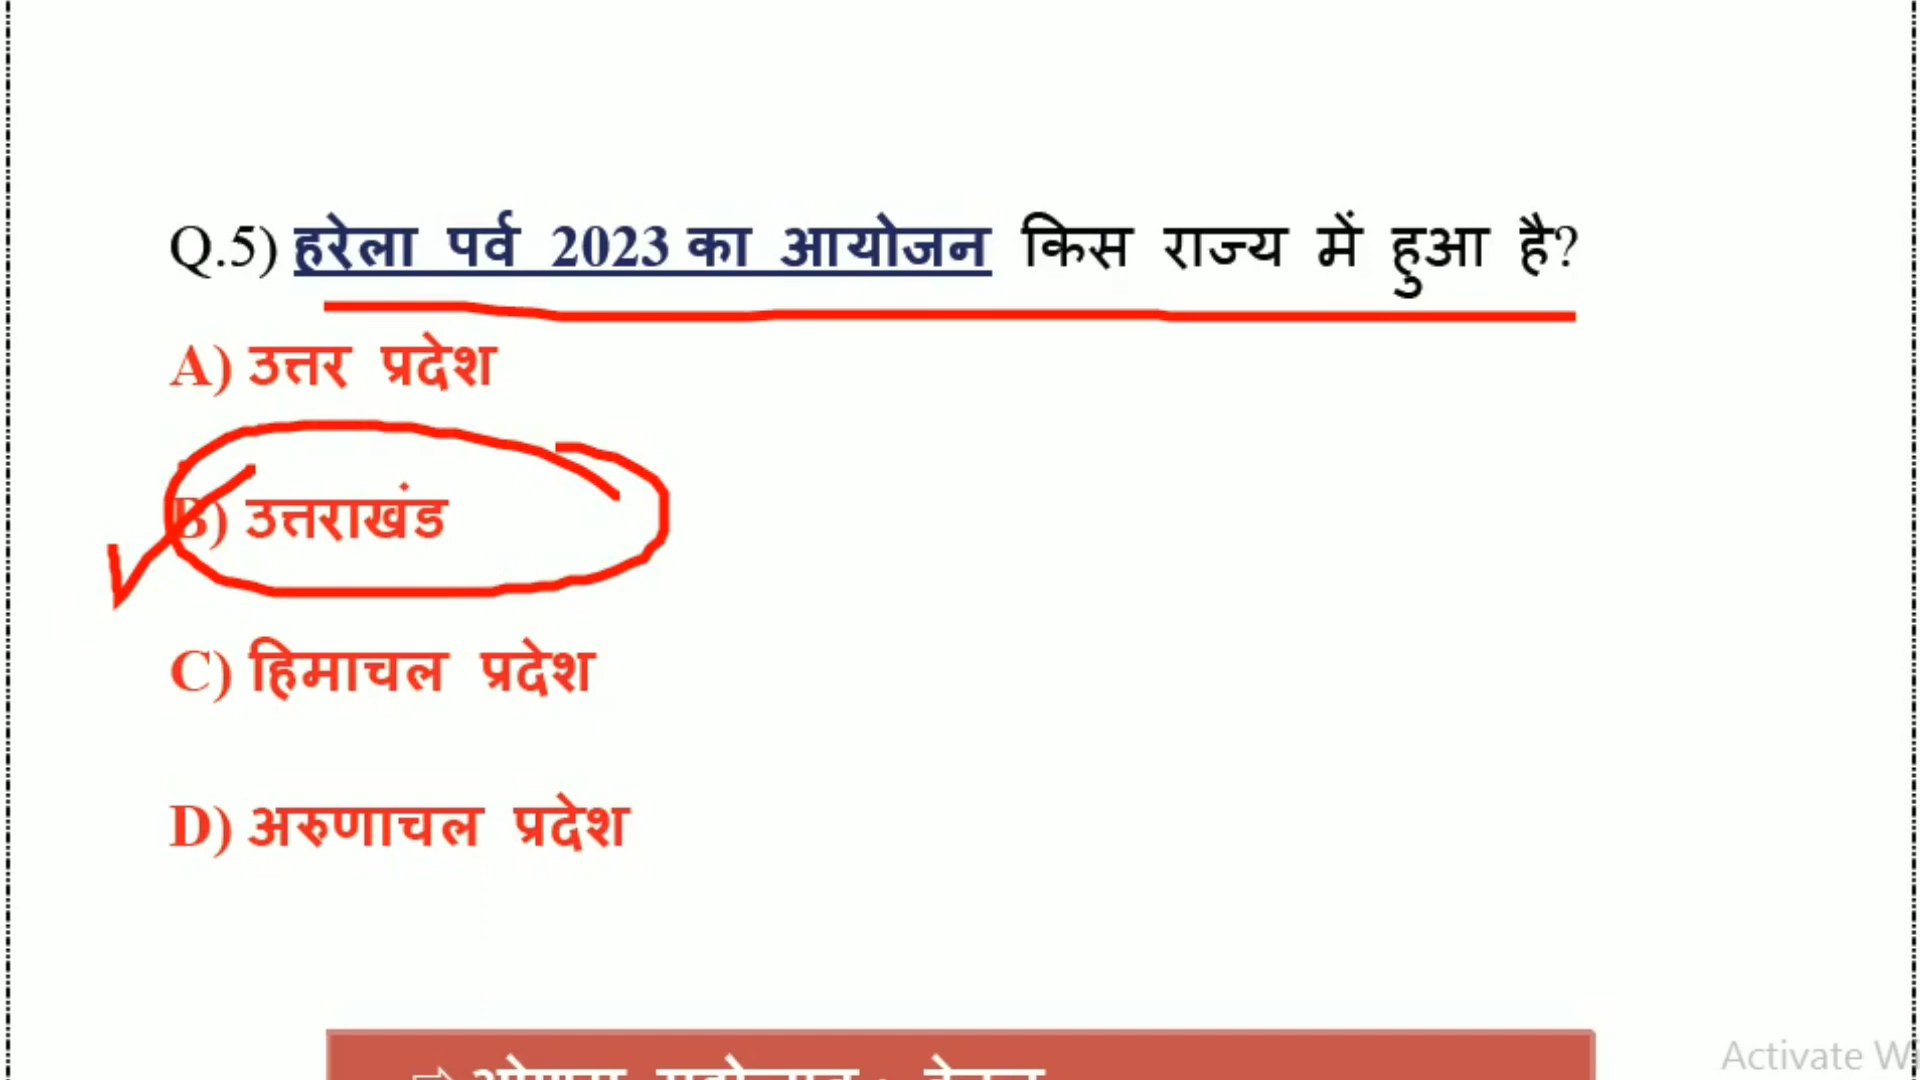 Q.5) हरेला पर्व 2023 का आयोजन किस राज्य में हुआ है?
A) उत्तर प्रदेश
B) उत्तराखंड
C) हिमाचल प्रदेश
D) अरुणाचल प्रदेश
Activate W